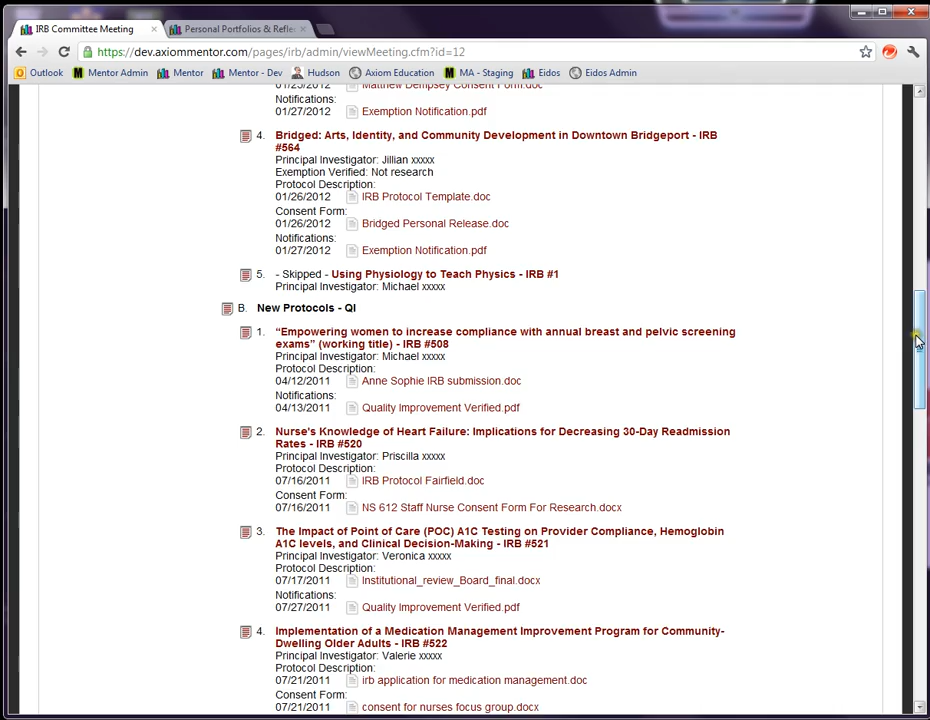 IRB Committee Meeting
Personal Portfolios & Refle
https://dev.axiommentor.com/pages/irb/admin/viewMeeting.cfm?id=12
Outlook Mentor Admin Mentor Mentor - Dev Hudson Axiom Education MA - Staging Eidos Eidos Admin
01/25/2012 Matthew Dempsey Consent Form.doc
Notifications:
01/27/2012 Exemption Notification.pdf
4. Bridged: Arts, Identity, and Community Development in Downtown Bridgeport - IRB
#564
Principal Investigator: Jillian xxxxx
Exemption Verified: Not research
Protocol Description:
01/26/2012 IRB Protocol Template.doc
Consent Form:
01/26/2012 Bridged Personal Release.doc
Notifications:
01/27/2012 Exemption Notification.pdf
5. - Skipped - Using Physiology to Teach Physics - IRB #1
Principal Investigator: Michael xxxxx
B. New Protocols - QI
1. “Empowering women to increase compliance with annual breast and pelvic screening
exams” (working title) - IRB #508
Principal Investigator: Michael xxxxx
Protocol Description:
04/12/2011 Anne Sophie IRB submission.doc
Notifications:
04/13/2011 Quality Improvement Verified.pdf
2. Nurse's Knowledge of Heart Failure: Implications for Decreasing 30-Day Readmission
Rates - IRB #520
Principal Investigator: Priscilla xxxxx
Protocol Description:
07/16/2011 IRB Protocol Fairfield.doc
Consent Form:
07/16/2011 NS 612 Staff Nurse Consent Form For Research.docx
3. The Impact of Point of Care (POC) A1C Testing on Provider Compliance, Hemoglobin
A1C levels, and Clinical Decision-Making - IRB #521
Principal Investigator: Veronica xxxxx
Protocol Description:
07/17/2011 Institutional_review_Board_final.docx
Notifications:
07/27/2011 Quality Improvement Verified.pdf
4. Implementation of a Medication Management Improvement Program for Community-
Dwelling Older Adults - IRB #522
Principal Investigator: Valerie xxxxx
Protocol Description:
07/21/2011 irb application for medication management.doc
Consent Form:
07/21/2011 consent for nurses focus group.docx